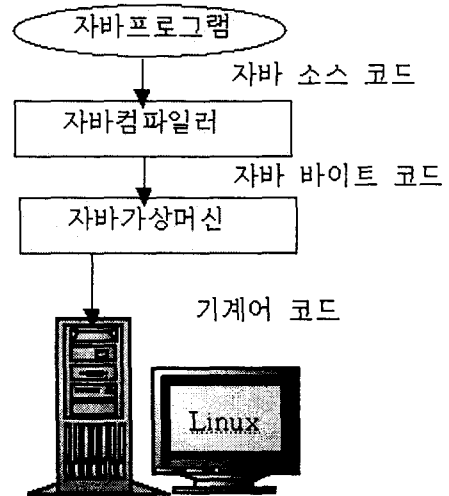 자바프로그램
자바 소스 코드
자바컴파일러
자바 바이트 코드
자바가상머신
기계어 코드
Linux